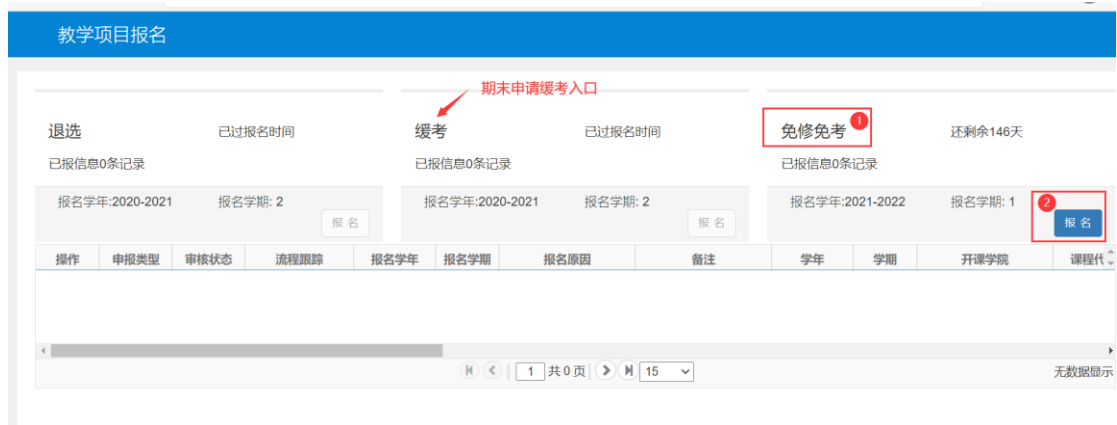 教学项目报名
期末申请缓考入口
退选 已过报名时间
已报信息0条记录
报名学年:2020-2021 报名学期: 2
报 名
缓考 已过报名时间
已报信息0条记录
报名学年:2020-2021 报名学期: 2
报 名
免修免考 1 还剩余146天
已报信息0条记录
报名学年:2021-2022 报名学期: 1
2
报 名
操作 申报类型 审核状态 流程跟踪 报名学年 报名学期 报名原因 备注 学年 学期 开课学院 课程代
1 共 0 页 15
无数据显示